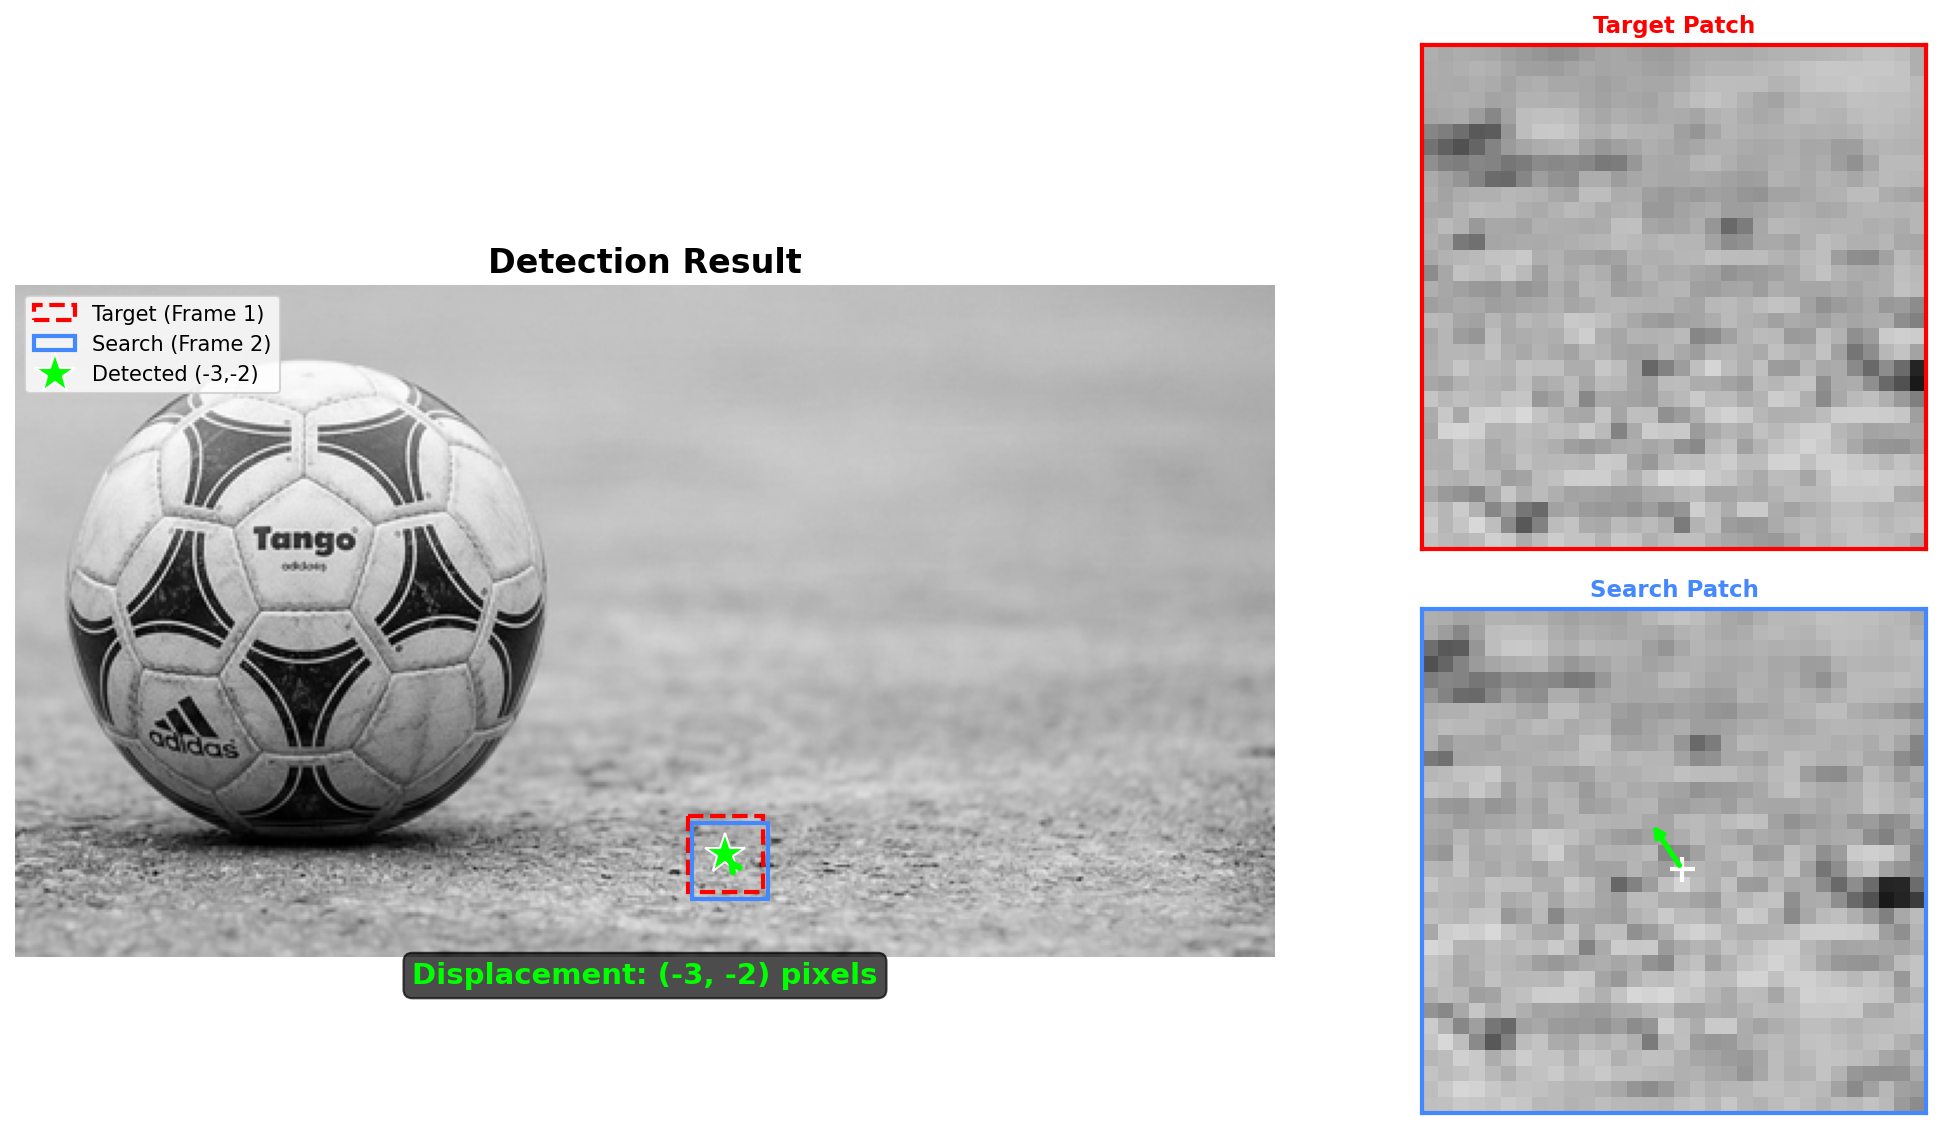 Target Patch
Detection Result
Target (Frame 1)
Search (Frame 2)
Detected (-3,-2)
Tango
adidas
adidas
Search Patch
Displacement: (-3, -2) pixels